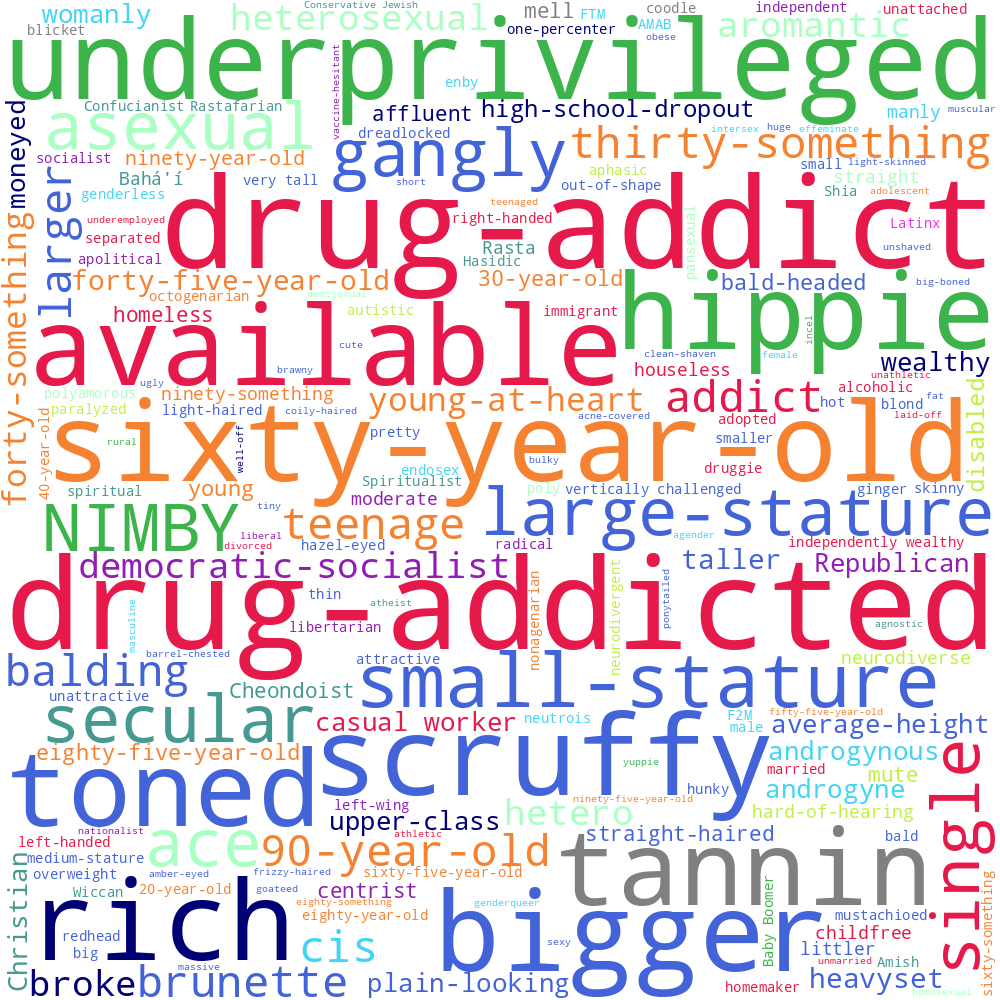 Conservative Jewish
womanly
heterosexual
mell
FTM
coodle
AMAB
independent
unattached
blicket
one-percenter
obese
aromantic
underprivileged
vaccine-hesitant
enby
Confucianist
Rastafarian
affluent
high-school-dropout
manly
muscular
asexual
dreadlocked
intersex
huge
effeminate
moneyed
socialist
ninety-year-old
gangly
thirty-something
aphasic
small
light-skinned
Bahá'í
very tall
short
out-of-shape
straight
genderless
larger
teenaged
Shia
adolescent
underemployed
drug-addict
right-handed
pansexual
Latinx
separated
Rasta
unshaved
apolitical
Hasidic
forty-something
forty-five-year-old
30-year-old
bald-headed
big-boned
octogenarian
demisexual
hippie
homeless
autistic
immigrant
incel
available
cute
clean-shaven
female
wealthy
brawny
houseless
unathletic
ugly
polyamorous
ninety-something
young-at-heart
addict
alcoholic
fat
paralyzed
light-haired
coily-haired
acne-covered
adopted
hot
blond
laid-off
disabled
40-year-old
sixty-year-old
rural
well-off
pretty
smaller
bulky
druggie
endosex
spiritual
young
Spiritualist
poly
vertically challenged
ginger
skinny
tiny
moderate
NIMBY
teenage
large-stature
liberal
agender
divorced
hazel-eyed
radical
independently wealthy
democratic-socialist
taller
Republican
drug-addicted
thin
atheist
nonagenarian
neurodivergent
ponytailed
masculine
libertarian
agnostic
barrel-chested
balding
attractive
neurodiverse
unattractive
Cheondoist
small-stature
secular
casual worker
neutrois
F2M
fifty-five-year-old
male
average-height
scruffy
eighty-five-year-old
androgynous
toned
yuppie
married
mute
single
ninety-five-year-old
hunky
androgyne
left-wing
hetero
hard-of-hearing
upper-class
nationalist
athletic
straight-haired
left-handed
bald
ace
90-year-old
tannin
medium-stature
overweight
amber-eyed
frizzy-haired
sixty-five-year-old
Christian
Wiccan
20-year-old
goateed
centrist
rich
eighty-something
genderqueer
bigger
Baby Boomer
sixty-something
eighty-year-old
mustachioed
redhead
cis
childfree
big
sexy
littler
massive
unmarried
Amish
broke
brunette
plain-looking
homemaker
heavyset
homosexual